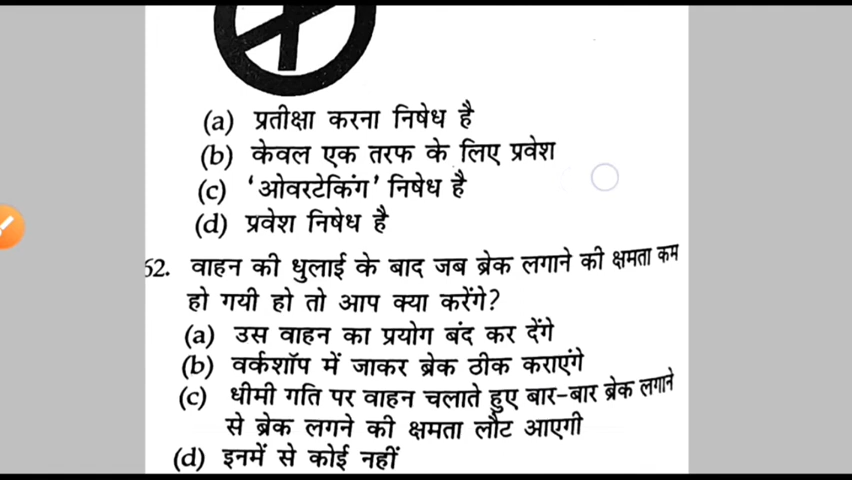 (a) प्रतीक्षा करना निषेध है
(b) केवल एक तरफ के लिए प्रवेश
(c) 'ओवरटेकिंग' निषेध है
(d) प्रवेश निषेध है
62. वाहन की धुलाई के बाद जब ब्रेक लगाने की क्षमता कम
हो गयी हो तो आप क्या करेंगे?
(a) उस वाहन का प्रयोग बंद कर देंगे
(b) वर्कशॉप में जाकर ब्रेक ठीक कराएंगे
(c) धीमी गति पर वाहन चलाते हुए बार-बार ब्रेक लगाने
से ब्रेक लगने की क्षमता लौट आएगी
(d) इनमें से कोई नहीं